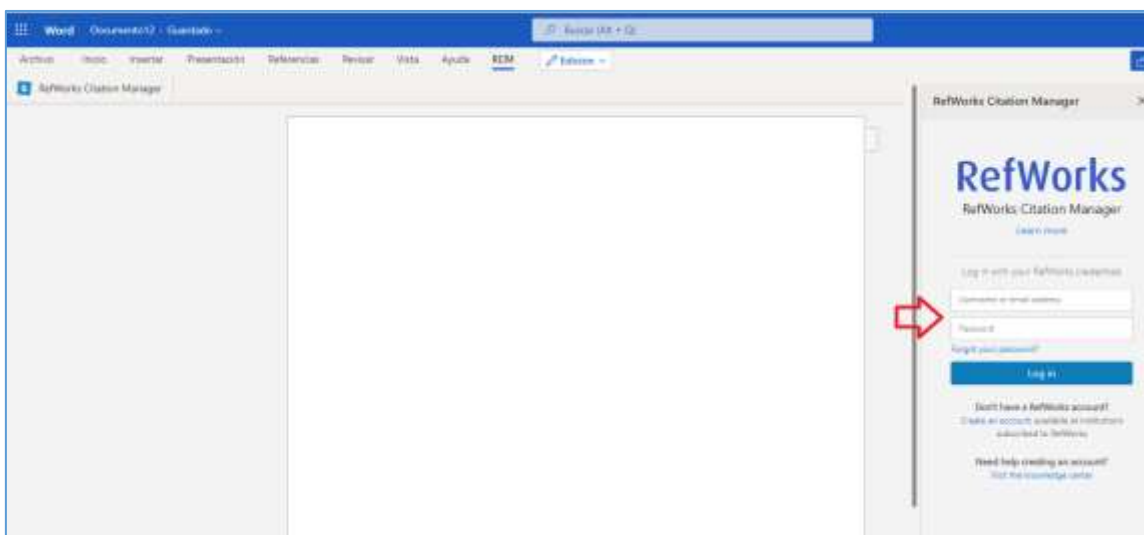 Word Documento12 - Guardado
Buscar (Alt + Q)
Archivo Inicio Insertar Presentación Referencias Revisar Vista Ayuda RCM Edición
RefWorks Citation Manager
RefWorks Citation Manager
RefWorks
RefWorks Citation Manager
Learn more
Log in with your RefWorks credentials
Username or email address
Password
Forgot your password?
Log in
Don't have a RefWorks account?
Create an account available at institutions
subscribed to RefWorks
Need help creating an account?
Visit the knowledge center